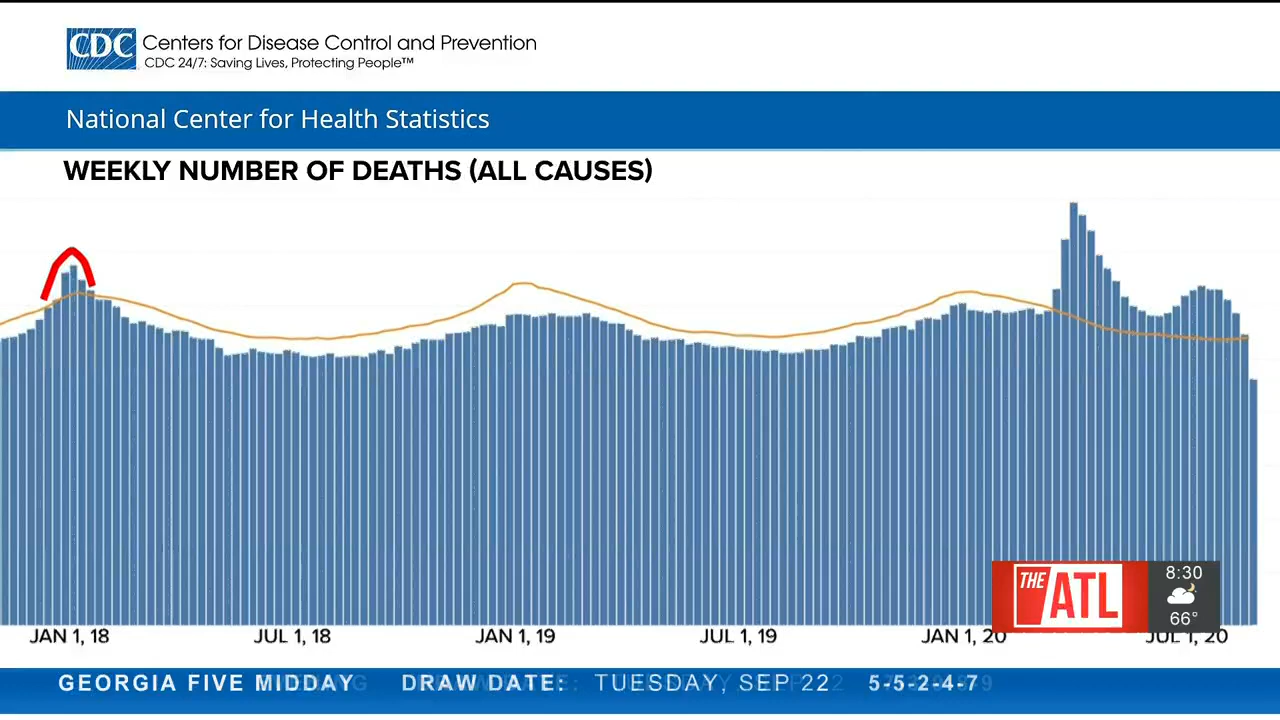 CDC Centers for Disease Control and Prevention
CDC 24/7: Saving Lives, Protecting People™
National Center for Health Statistics
WEEKLY NUMBER OF DEATHS (ALL CAUSES)
THE ATL
8:30
66°
JAN 1, 18 JUL 1, 18 JAN 1, 19 JUL 1, 19 JAN 1, 20 JUL 1, 20
GEORGIA FIVE MIDDAY DRAW DATE: TUESDAY, SEP 22 5-5-2-4-7